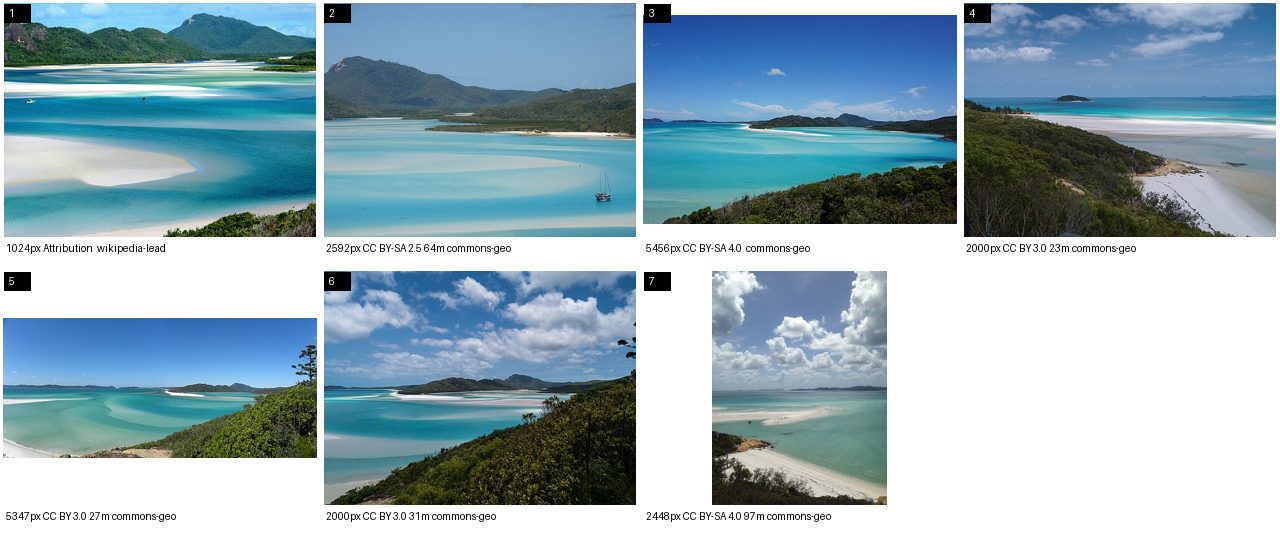 1
2
3
4
1024px Attribution wikipedia-lead
2592px CC BY-SA 2.5 64m commons-geo
5456px CC BY-SA 4.0 commons-geo
2000px CC BY 3.0 23m commons-geo
5
6
7
5347px CC BY 3.0 27m commons-geo
2000px CC BY 3.0 31m commons-geo
2448px CC BY-SA 4.0 97m commons-geo